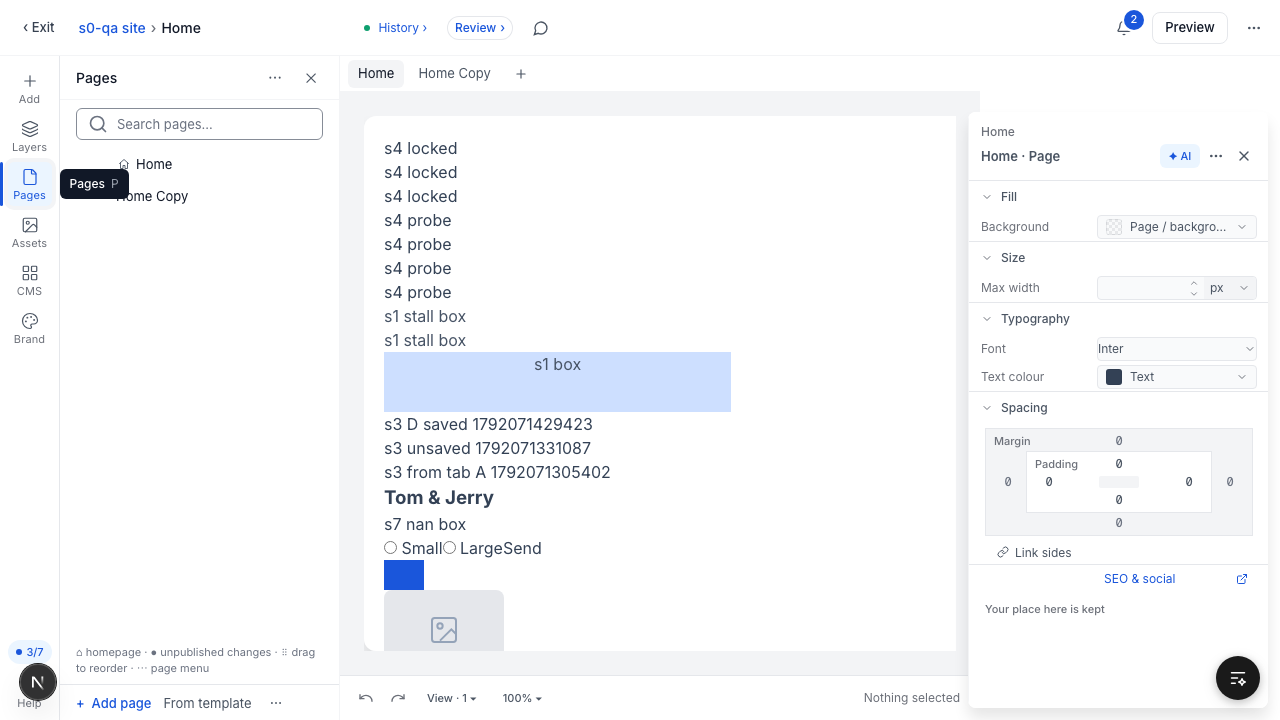 ‹ Exit
s0-qa site › Home
History ›
Review ›
2
Preview
Add
Layers
Pages
Assets
CMS
Brand
3/7
N
Help
Pages
Search pages...
Home
Pages P
Home Copy
⌂ homepage · ● unpublished changes · ⠿ drag
to reorder · ··· page menu
+ Add page
From template
Home
Home Copy
s4 locked
s4 locked
s4 locked
s4 probe
s4 probe
s4 probe
s4 probe
s1 stall box
s1 stall box
s1 box
s3 D saved 1792071429423
s3 unsaved 1792071331087
s3 from tab A 1792071305402
Tom & Jerry
s7 nan box
Small LargeSend
View · 1
100%
Nothing selected
Home
Home · Page
AI
Fill
Background
Page / backgro...
Size
Max width
px
Typography
Font
Inter
Text colour
Text
Spacing
Margin
0
Padding
0
0
0
0
0
0
0
Link sides
SEO & social
Your place here is kept